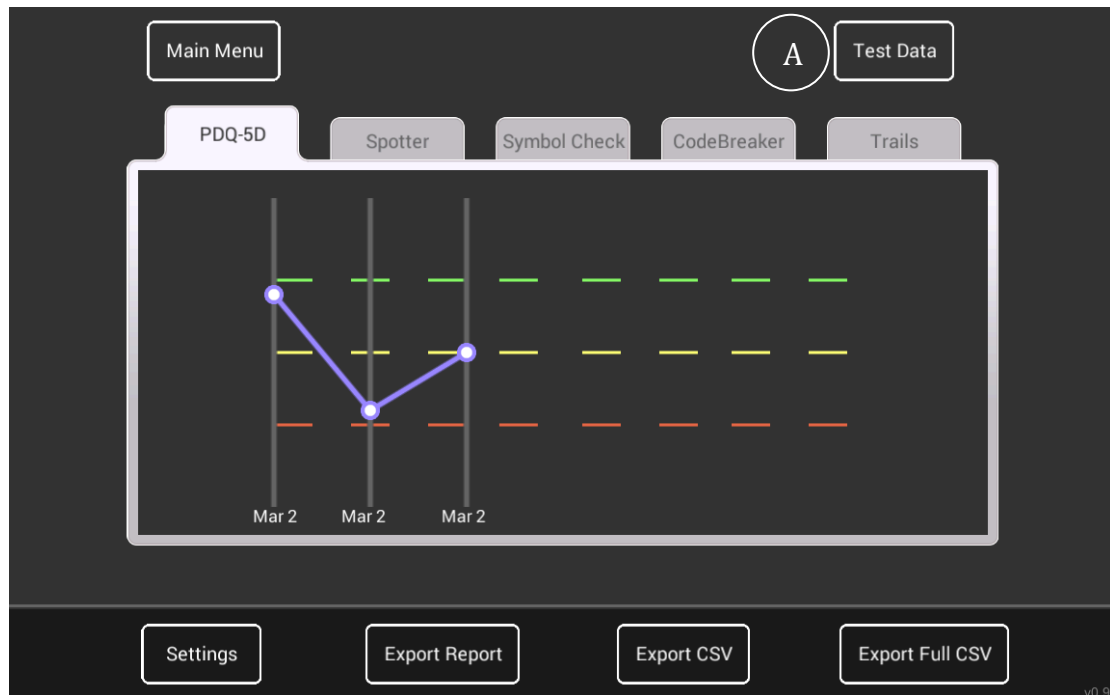 Main Menu
A
Test Data
PDQ-5D
Spotter
Symbol Check
CodeBreaker
Trails
Mar 2
Mar 2
Mar 2
Settings
Export Report
Export CSV
Export Full CSV